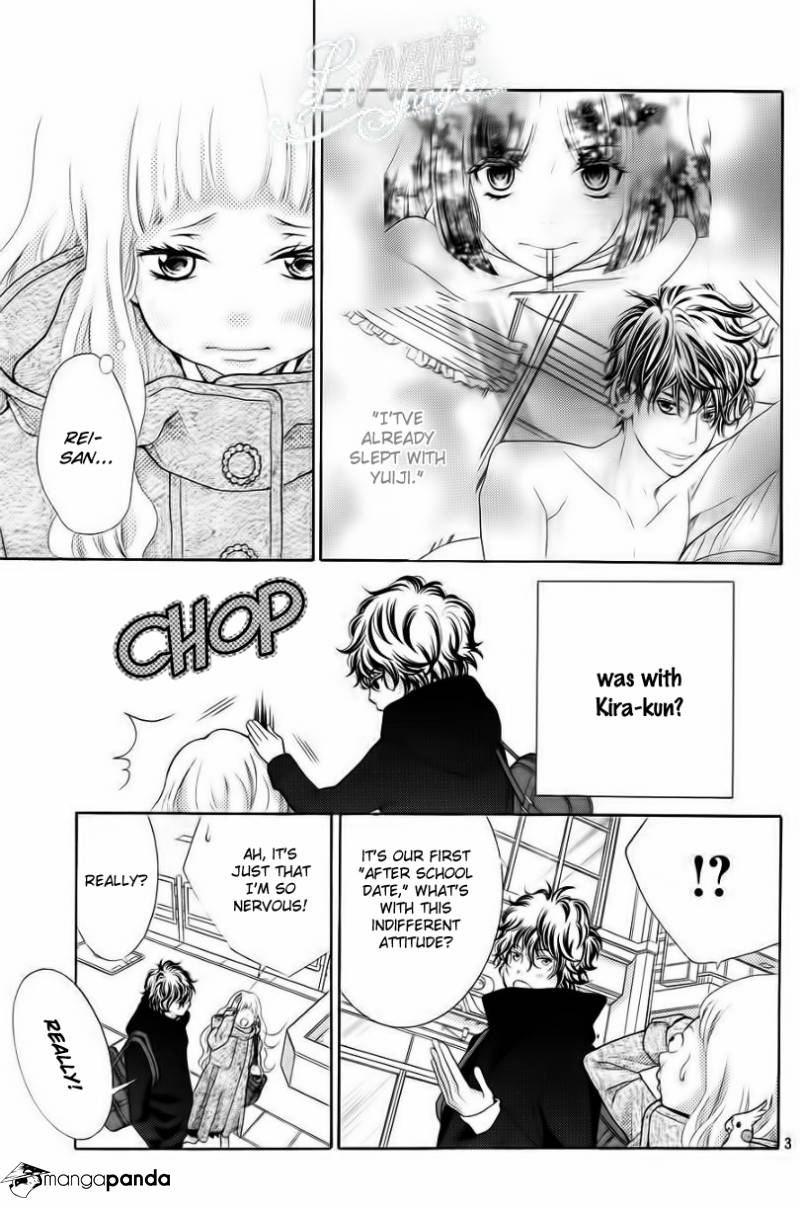 "I'TVE
ALREADY
SLEPT WITH
YUIJI."
REI-
SAN...
was with
Kira-kun?
CHOP
!?
IT'S OUR FIRST
"AFTER SCHOOL
DATE," WHAT'S
WITH THIS
INDIFFERENT
ATTITUDE?
AH, IT'S
JUST THAT
I'M SO
NERVOUS!
REALLY?
REALLY!
3
mangapanda